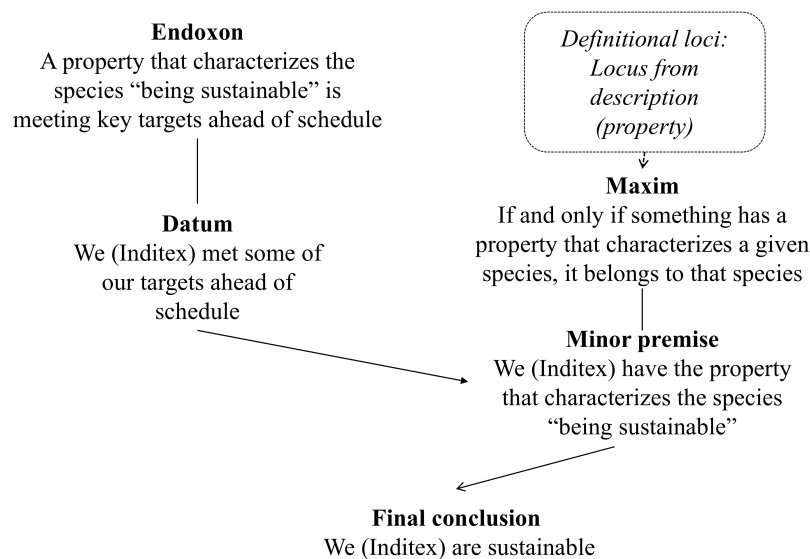 Endoxon
A property that characterizes the
species “being sustainable” is
meeting key targets ahead of schedule
Datum
We (Inditex) met some of
our targets ahead of
schedule
Definitional loci:
Locus from
description
(property)
Maxim
If and only if something has a
property that characterizes a given
species, it belongs to that species
Minor premise
We (Inditex) have the property
that characterizes the species
“being sustainable”
Final conclusion
We (Inditex) are sustainable